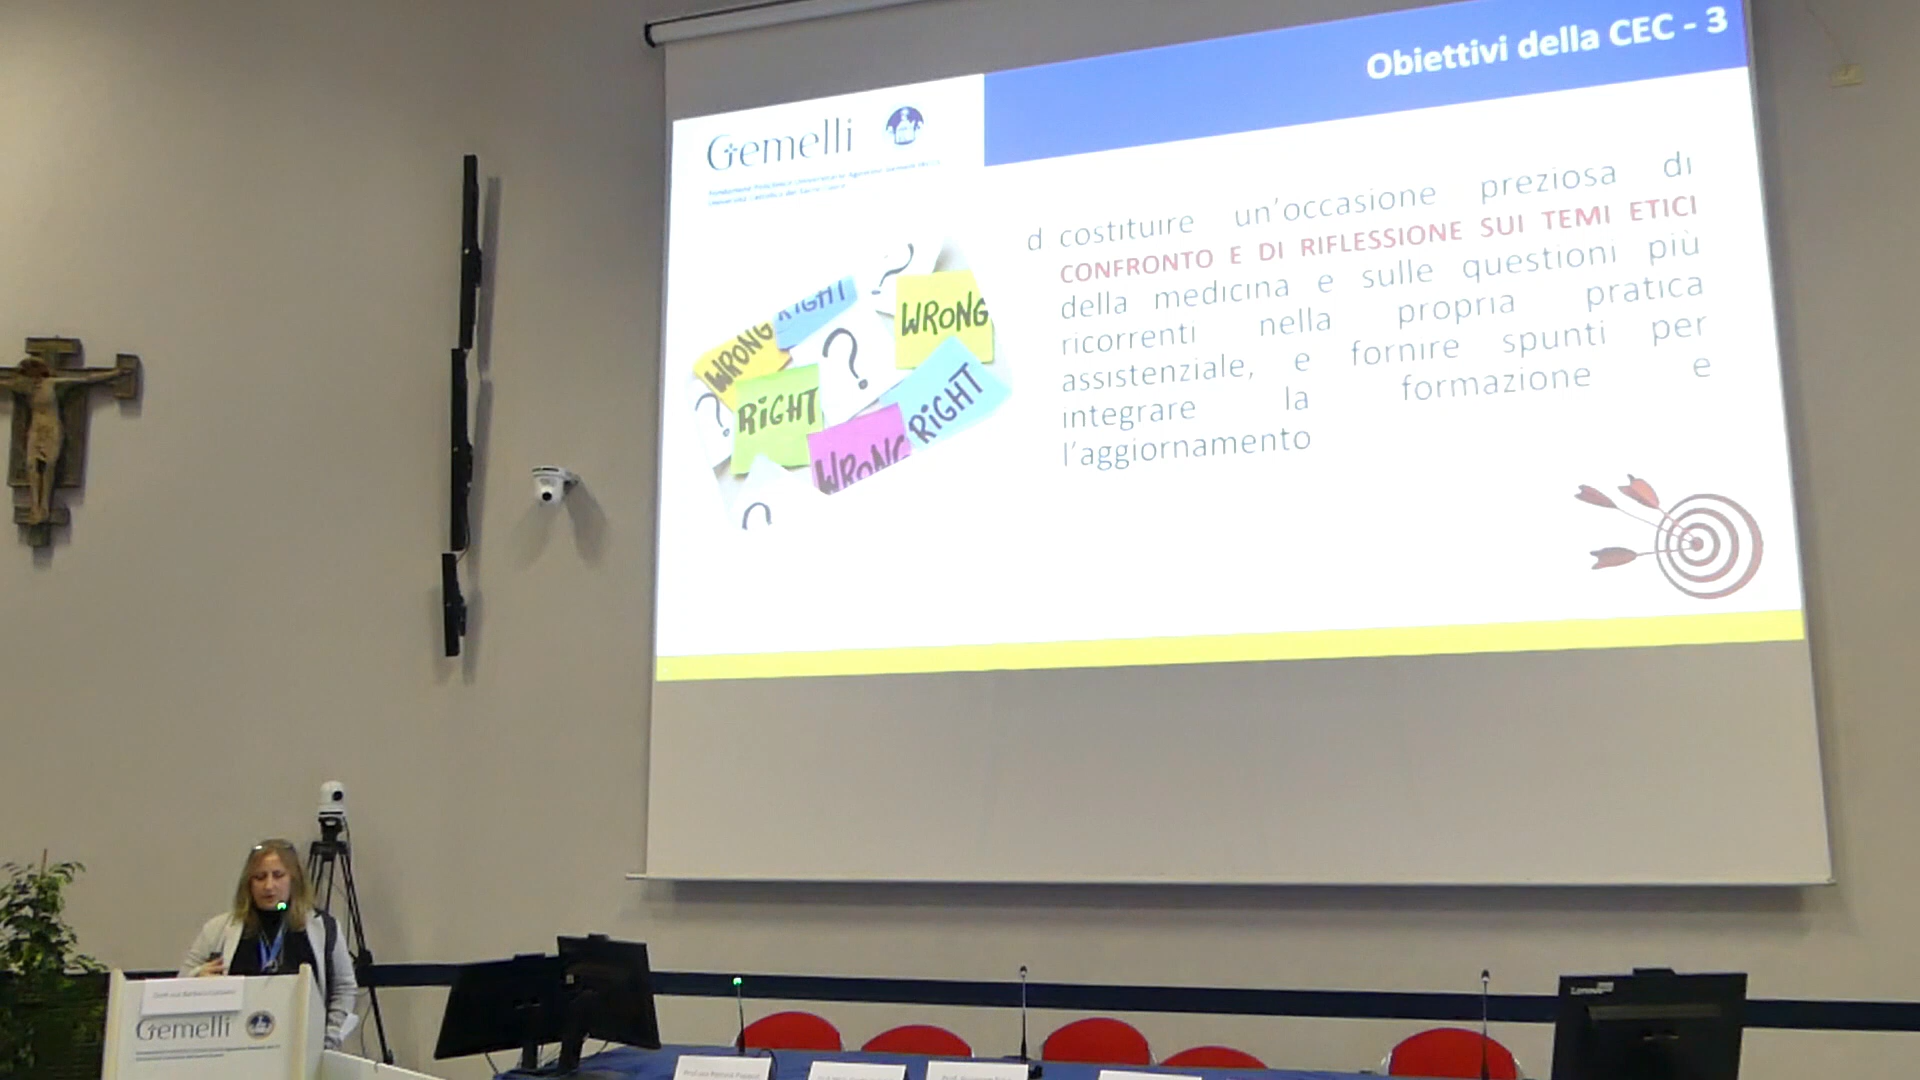 Obiettivi della CEC - 3
Gemelli
d costituire un'occasione preziosa di
CONFRONTO E DI RIFLESSIONE SUI TEMI ETICI
della medicina e sulle questioni più
ricorrenti nella propria pratica
assistenziale, e fornire spunti per
integrare la formazione e
l'aggiornamento
RIGHT
WRONG
WRONG
?
?
RIGHT
?
RIGHT
WRONG
Gemelli
Lenovo